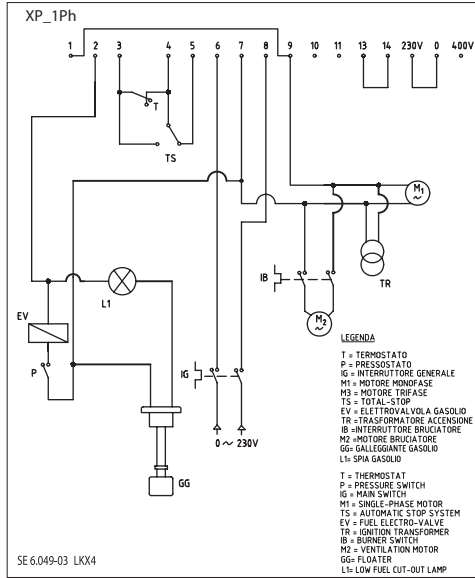 XP_1Ph
1 2 3 4 5 6 7 8 9 10 11 13 14 230V 0 400V
T
TS
M1
~
IB
TR
L1
EV
M2
~
P
IG
0 ~ 230V
GG
LEGENDA
T = TERMOSTATO
P = PRESSOSTATO
IG = INTERRUTTORE GENERALE
M1 = MOTORE MONOFASE
M3 = MOTORE TRIFASE
TS = TOTAL-STOP
EV = ELETTROVALVOLA GASOLIO
TR =TRASFORMATORE ACCENSIONE
IB =INTERRUTTORE BRUCIATORE
M2 =MOTORE BRUCIATORE
GG= GALLEGGIANTE GASOLIO
L1= SPIA GASOLIO
T = THERMOSTAT
P = PRESSURE SWITCH
IG = MAIN SWITCH
M1 = SINGLE-PHASE MOTOR
TS = AUTOMATIC STOP SYSTEM
EV = FUEL ELECTRO-VALVE
TR = IGNITION TRANSFORMER
IB = BURNER SWITCH
M2 = VENTILATION MOTOR
GG= FLOATER
L1= LOW FUEL CUT-OUT LAMP
SE 6.049-03 LKX4